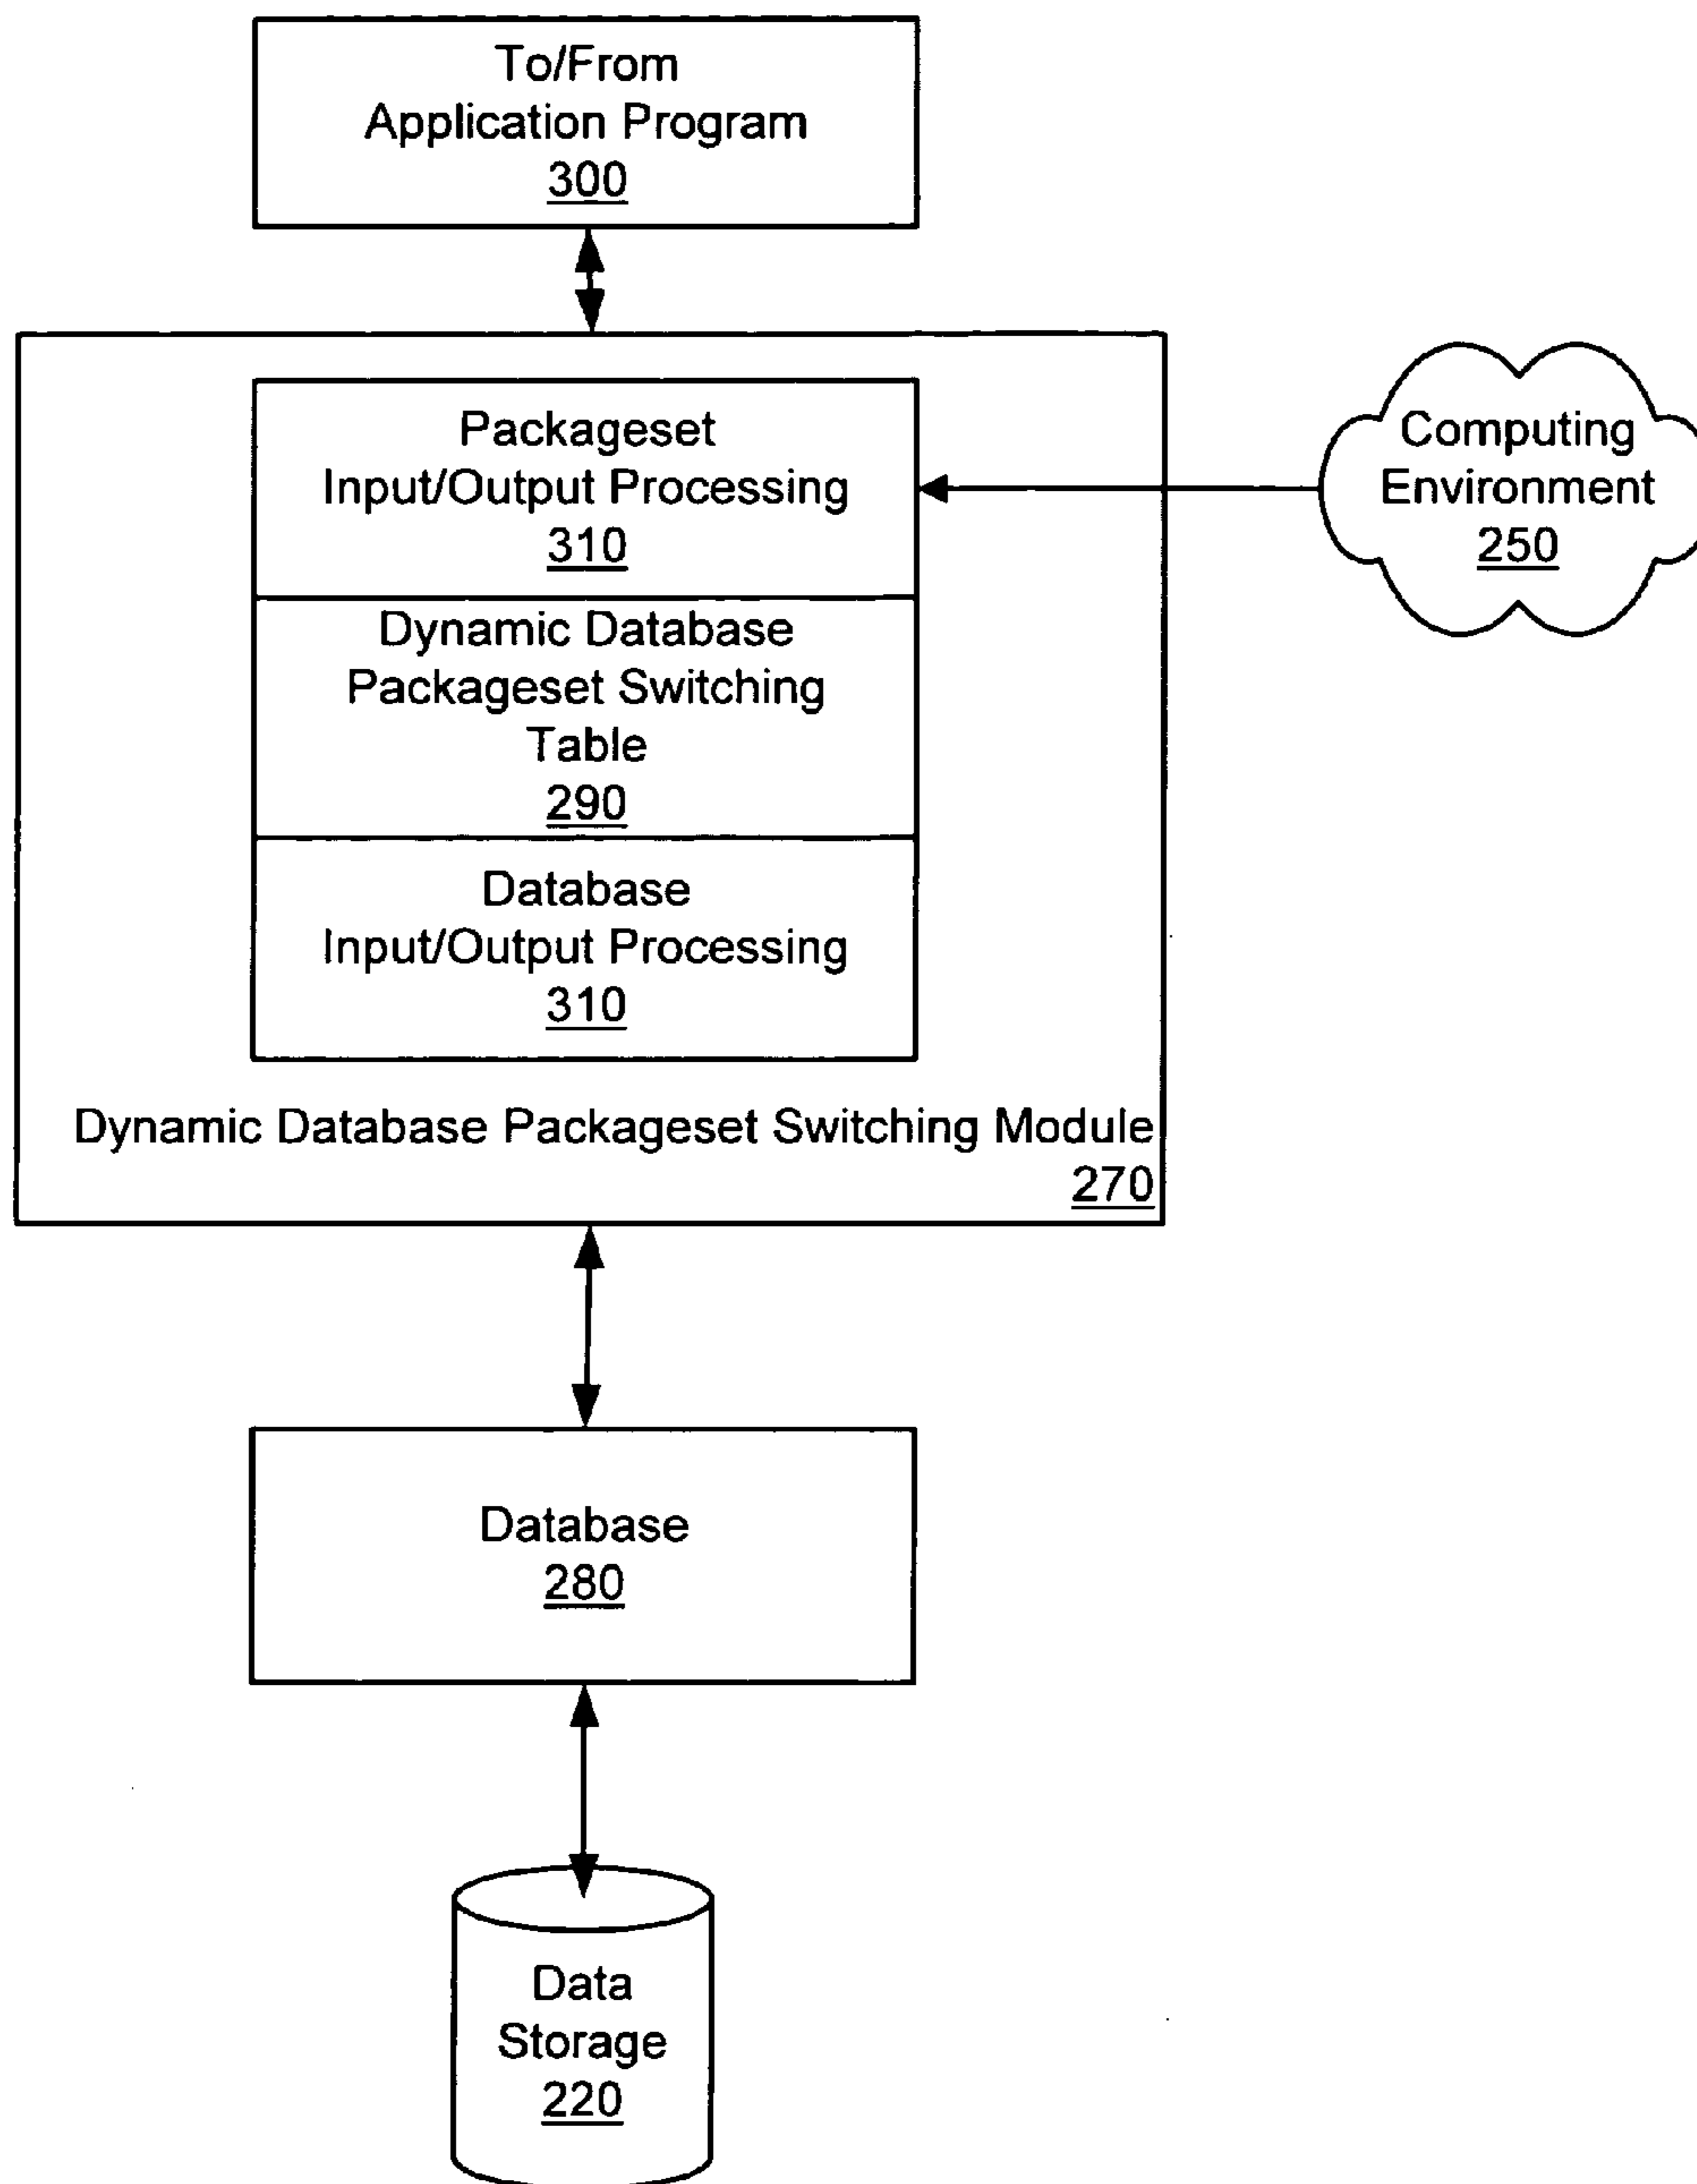 To/From
Application Program
300
Packageset
Input/Output Processing
310
Computing
Environment
250
Dynamic Database
Packageset Switching
Table
290
Database
Input/Output Processing
310
Dynamic Database Packageset Switching Module
270
Database
280
Data
Storage
220